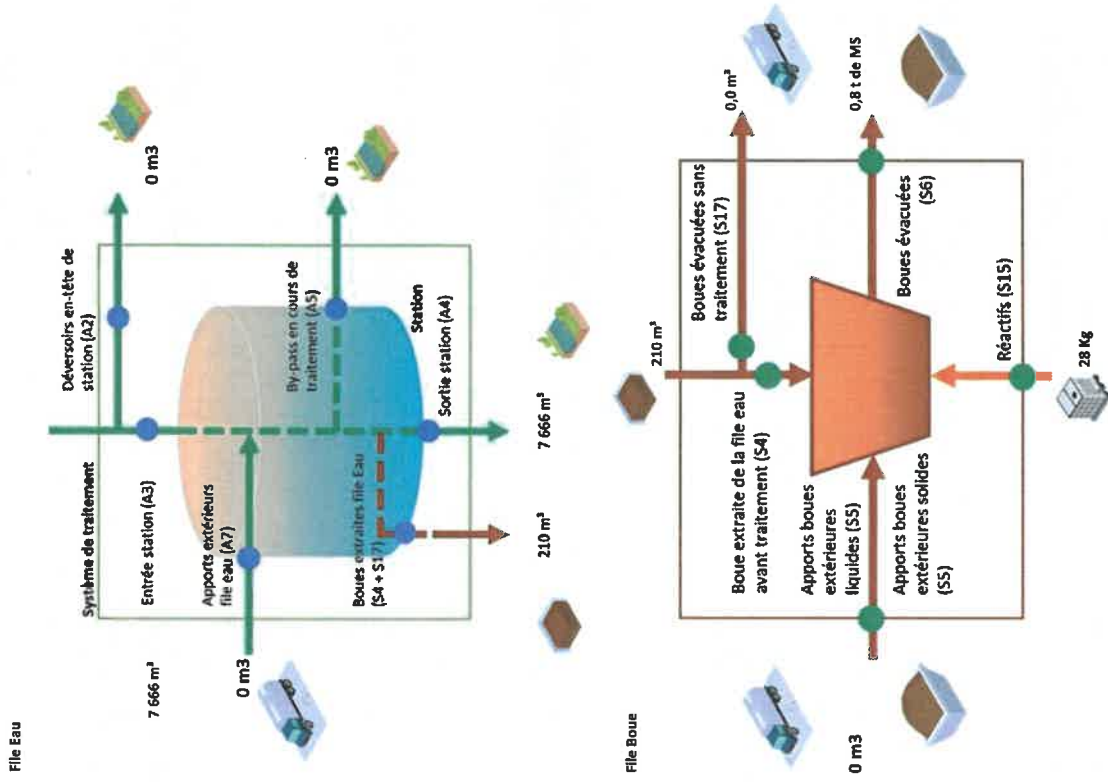 File Eau
Système de traitement
Déversoirs en-tête de
station (A2)
0 m3
7 666 m³
Entrée station (A3)
Apports extérieurs
file eau (A7)
0 m3
By-pass en cours de
traitement (A5)
0 m3
Boues extraites file Eau
(S4 + S17)
Station
Sortie station (A4)
210 m³
7 666 m³
File Boue
210 m³
Boues évacuées sans
traitement (S17)
0,0 m³
Boue extraite de la file eau
avant traitement (S4)
Apports boues
extérieures
liquides (S5)
0 m3
Apports boues
extérieures solides
(S5)
Boues évacuées
(S6)
0,8 t de MS
Réactifs (S15)
28 Kg